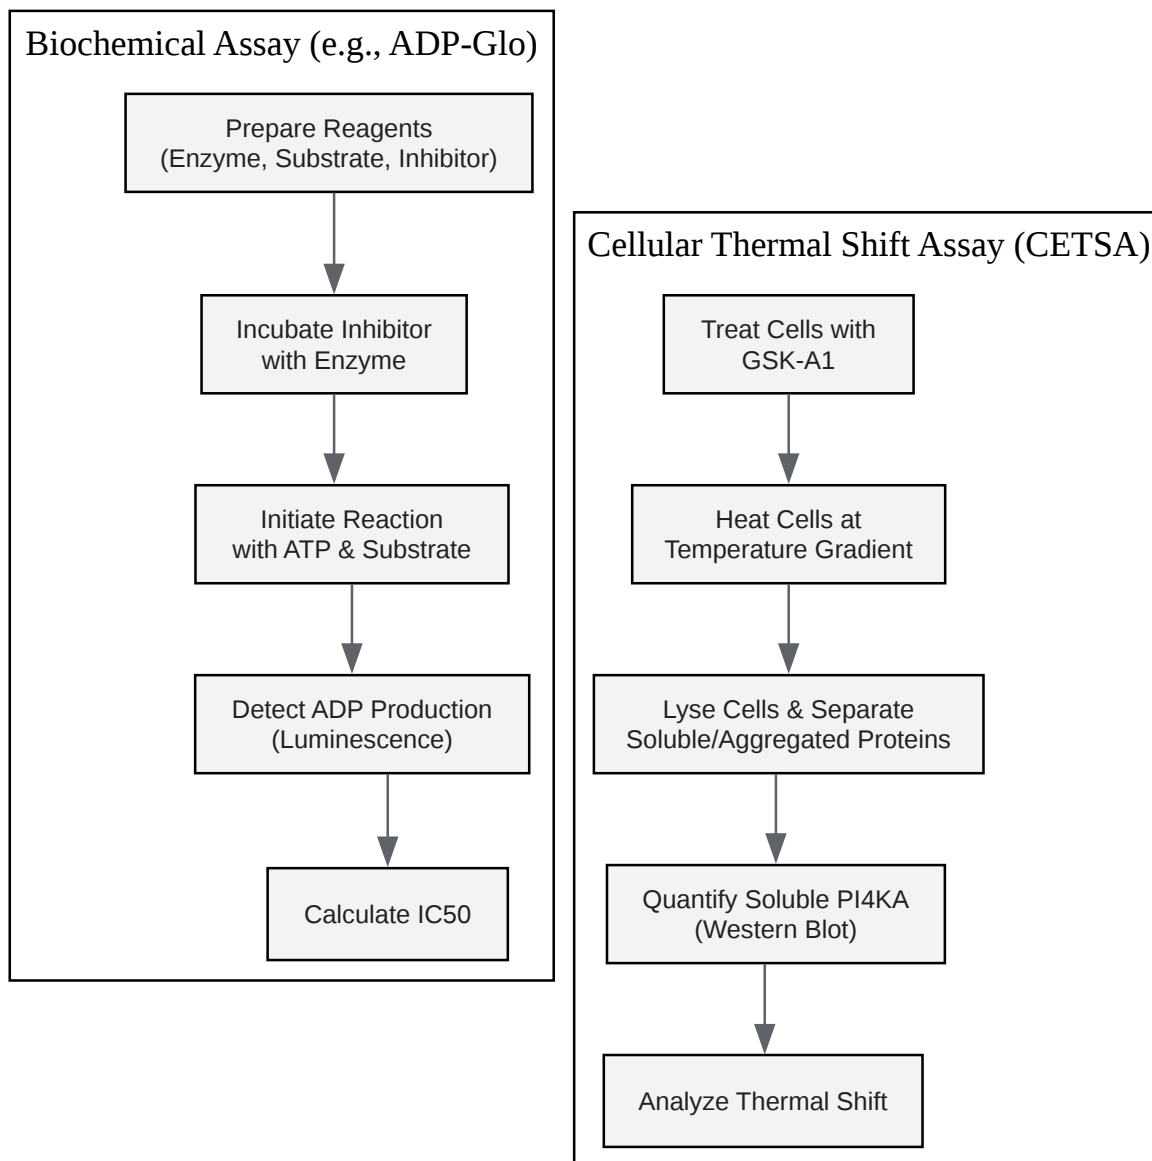 Biochemical Assay (e.g., ADP-Glo)
Prepare Reagents
(Enzyme, Substrate, Inhibitor)
Incubate Inhibitor
with Enzyme
Initiate Reaction
with ATP & Substrate
Detect ADP Production
(Luminescence)
Calculate IC50
Cellular Thermal Shift Assay (CETSA)
Treat Cells with
GSK-A1
Heat Cells at
Temperature Gradient
Lyse Cells & Separate
Soluble/Aggregated Proteins
Quantify Soluble PI4KA
(Western Blot)
Analyze Thermal Shift